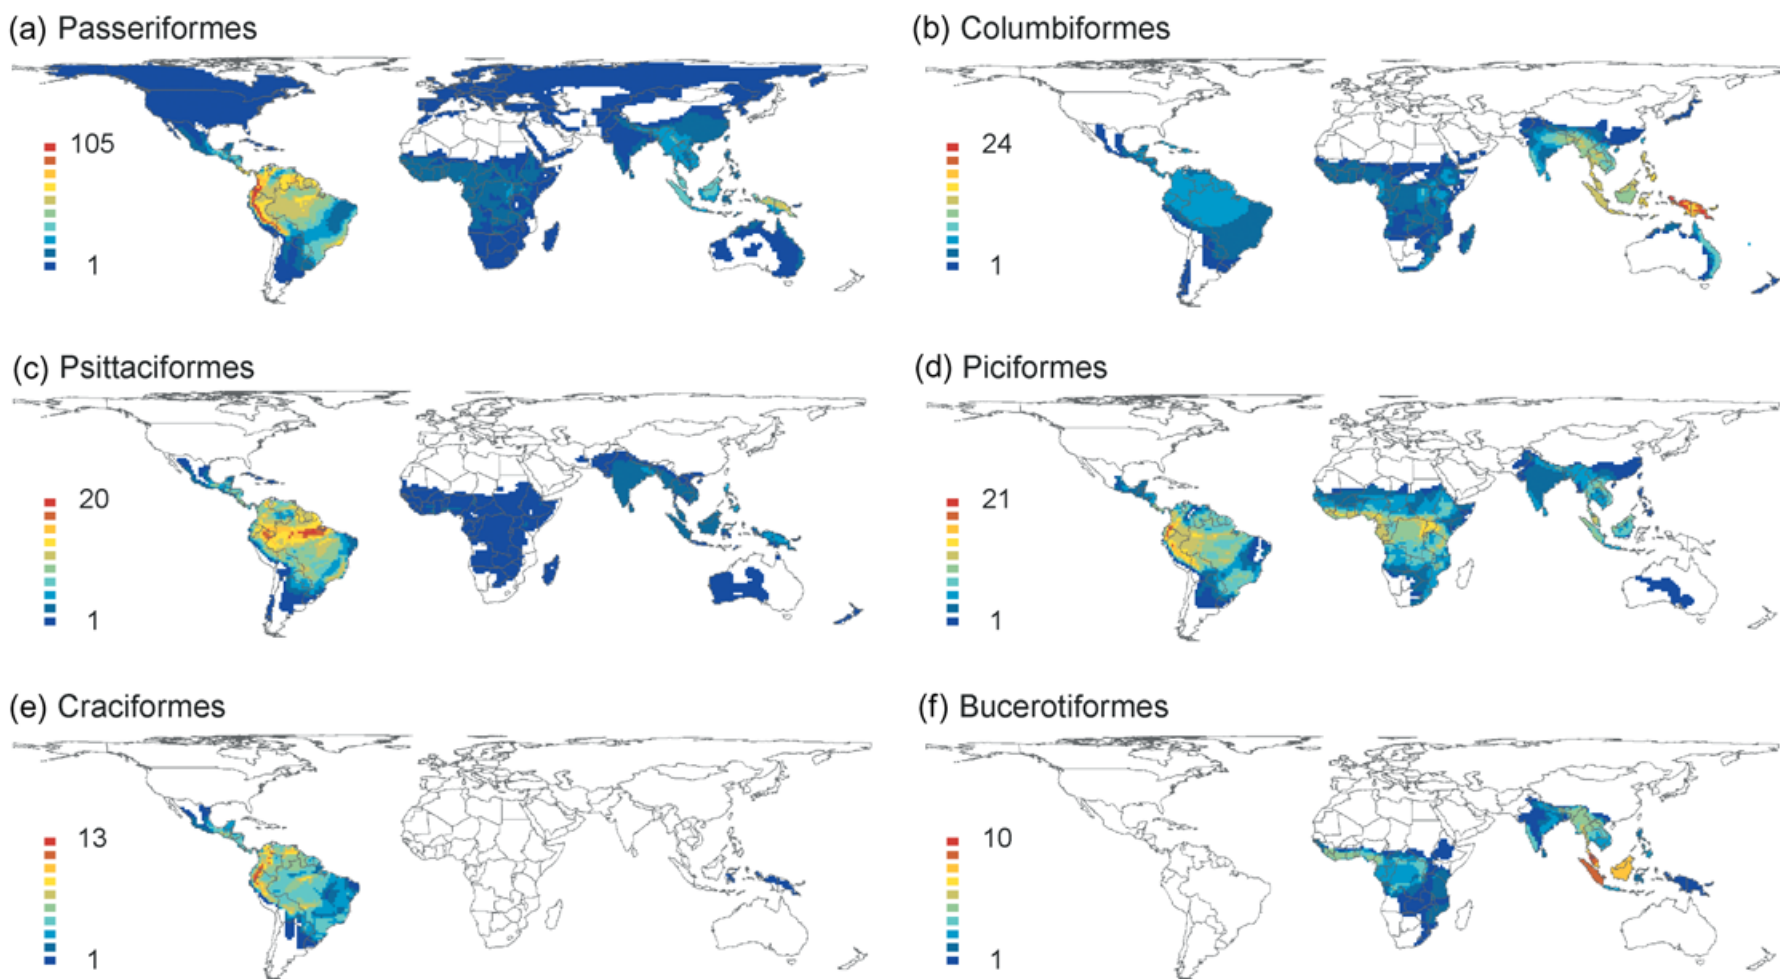 (a) Passeriformes
105
1
(b) Columbiformes
24
1
(c) Psittaciformes
20
1
(d) Piciformes
21
1
(e) Craciformes
13
1
(f) Bucerotiformes
10
1